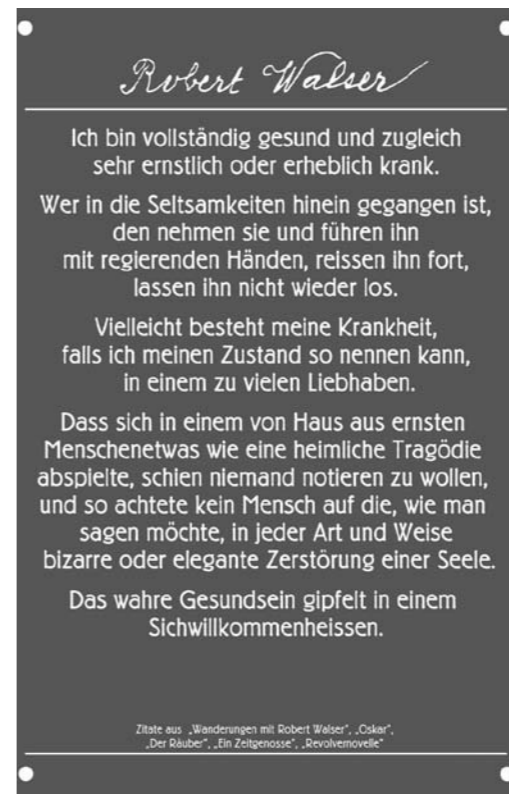 Robert Walser
Ich bin vollständig gesund und zugleich
sehr ernstlich oder erheblich krank.
Wer in die Seltsamkeiten hinein gegangen ist,
den nehmen sie und führen ihn
mit regierenden Händen, reissen ihn fort,
lassen ihn nicht wieder los.
Vielleicht besteht meine Krankheit,
falls ich meinen Zustand so nennen kann,
in einem zu vielen Liebhaben.
Dass sich in einem von Haus aus ernsten
Menschenetwas wie eine heimliche Tragödie
abspielte, schien niemand notieren zu wollen,
und so achtete kein Mensch auf die, wie man
sagen möchte, in jeder Art und Weise
bizarre oder elegante Zerstörung einer Seele.
Das wahre Gesundsein gipfelt in einem
Sichwillkommenheissen.
Zitate aus „Wanderungen mit Robert Walser", „Oskar",
„Der Räuber", „Ein Zeitgenosse", „Revolvernovelle"